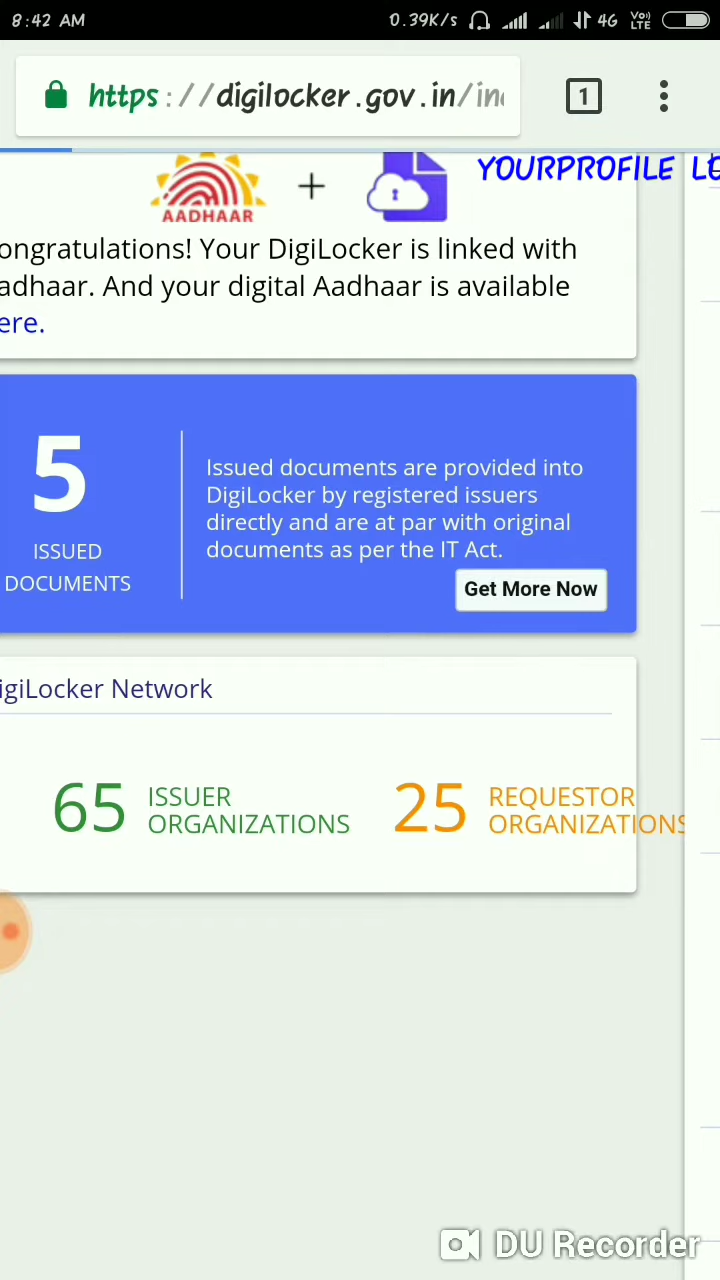 8:42 AM
0.39K/s
4G
Vo)) LTE
https://digilocker.gov.in/in
1
YOURPROFILE L
AADHAAR
+
ongratulations! Your DigiLocker is linked with
adhaar. And your digital Aadhaar is available
ere.
5
ISSUED
DOCUMENTS
Issued documents are provided into
DigiLocker by registered issuers
directly and are at par with original
documents as per the IT Act.
Get More Now
igiLocker Network
65
ISSUER
ORGANIZATIONS
25
REQUESTOR
ORGANIZATIONS
DU Recorder